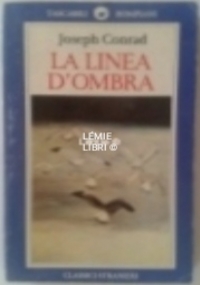 TASCABILI BOMPIANI
Joseph Conrad
LA LINEA
D'OMBRA
LEMIE
LIBRI ©
CLASSICI STRANIERI